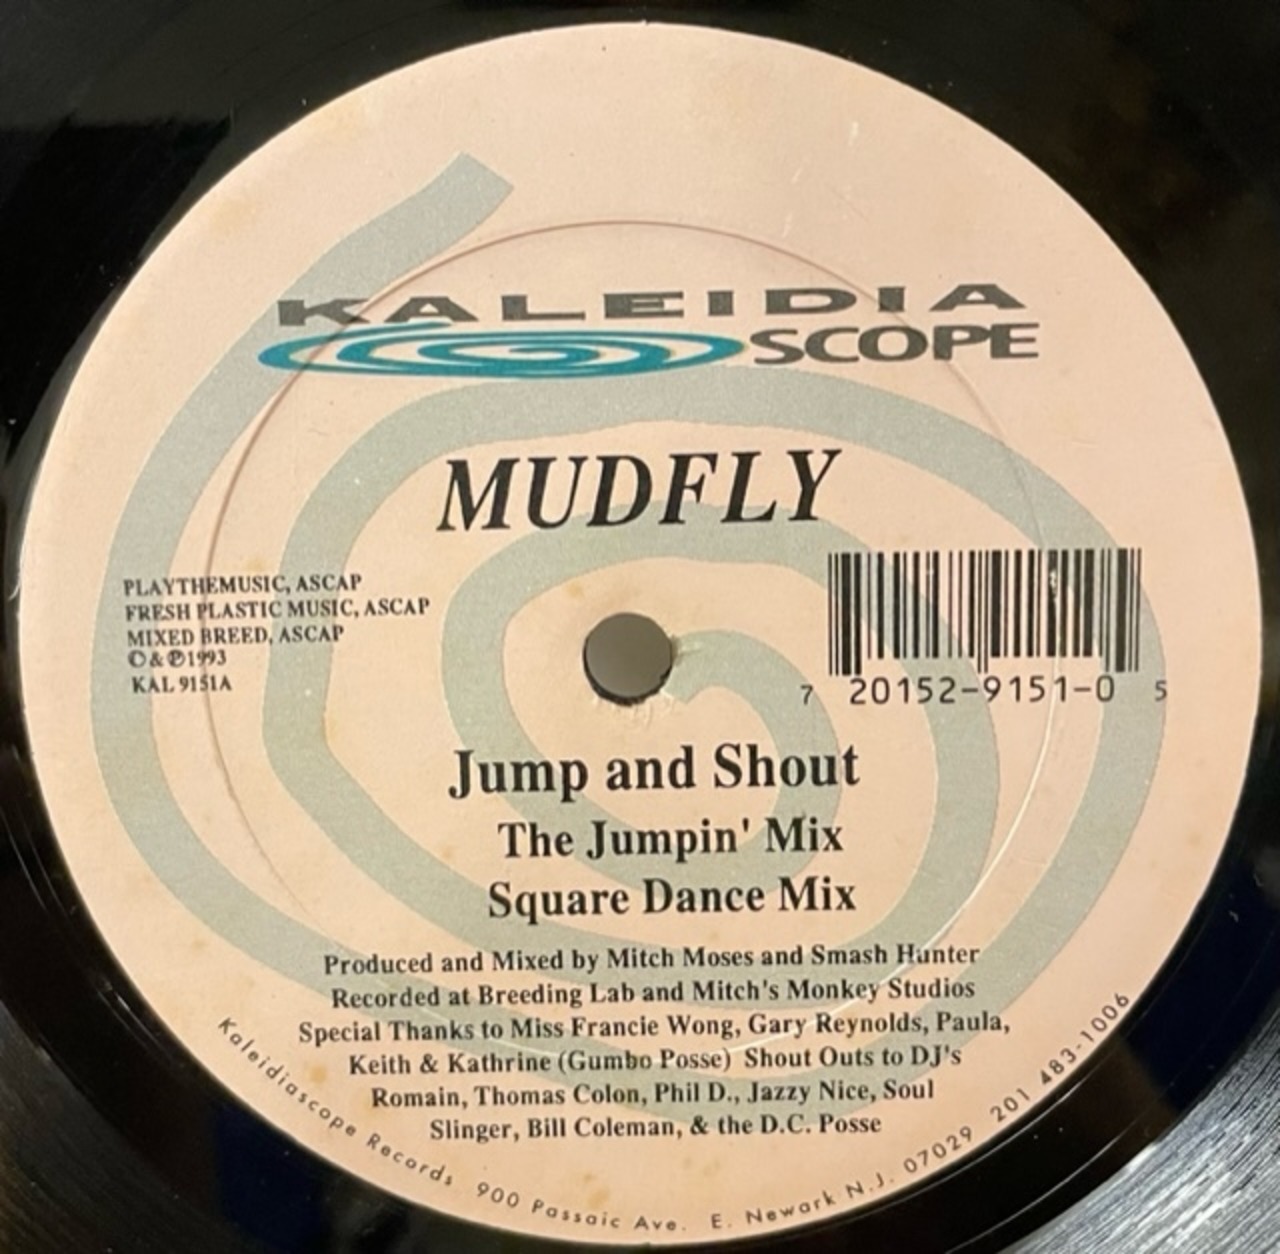 KALEIDIA
SCOPE
MUDFLY
PLAYTHEMUSIC, ASCAP
FRESH PLASTIC MUSIC, ASCAP
MIXED BREED, ASCAP
©&℗1993
KAL 9151A
7 20152-9151-0 5
Jump and Shout
The Jumpin' Mix
Square Dance Mix
Produced and Mixed by Mitch Moses and Smash Hunter
Recorded at Breeding Lab and Mitch's Monkey Studios
Special Thanks to Miss Francie Wong, Gary Reynolds, Paula,
Keith & Kathrine (Gumbo Posse) Shout Outs to DJ's
Romain, Thomas Colon, Phil D., Jazzy Nice, Soul
Slinger, Bill Coleman, & the D.C. Posse
Kaleidiascope Records 900 Passaic Ave. E. Newark N.J. 07029 201 483-1006